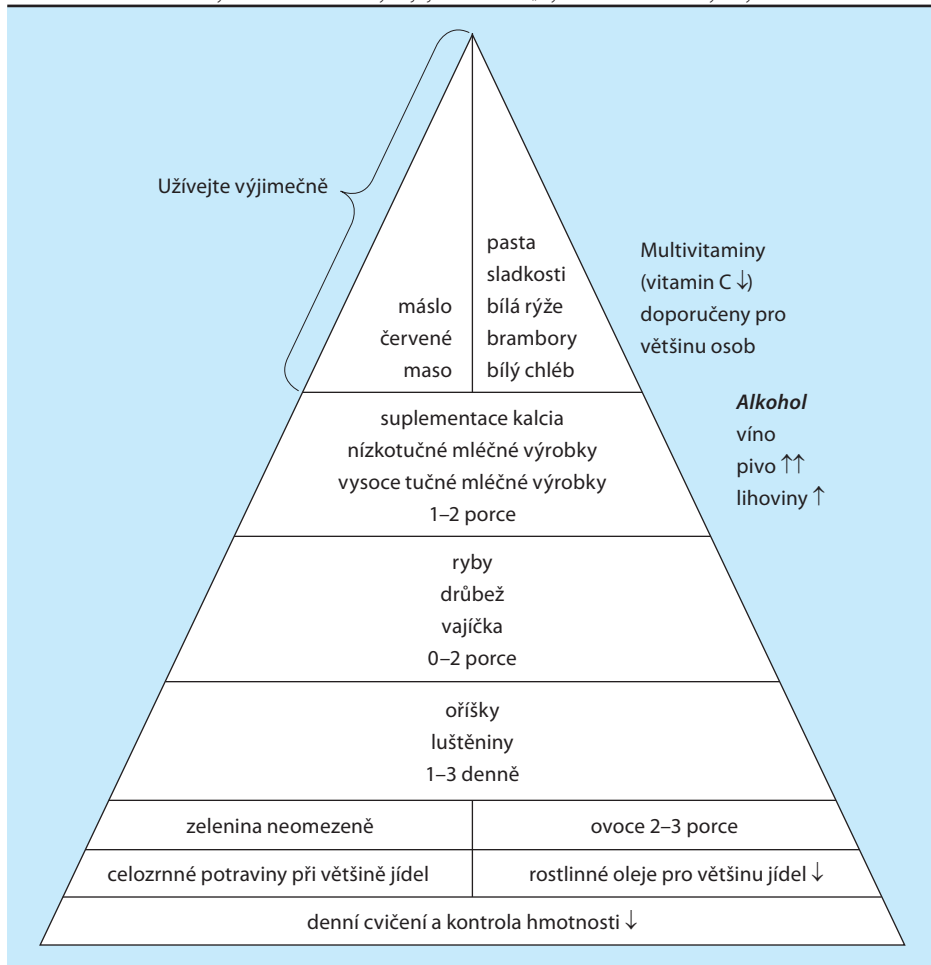 Užívejte výjimečně
máslo
červené
maso
pasta
sladkosti
bílá rýže
brambory
bílý chléb
Multivitaminy
(vitamin C ↓)
doporučeny pro
většinu osob
Alkohol
víno
pivo ↑↑
lihoviny ↑
suplementace kalcia
nízkotučné mléčné výrobky
vysoce tučné mléčné výrobky
1–2 porce
ryby
drůbež
vajíčka
0–2 porce
oříšky
luštěniny
1–3 denně
zelenina neomezeně
ovoce 2–3 porce
celozrnné potraviny při většině jídel
rostlinné oleje pro většinu jídel ↓
denní cvičení a kontrola hmotnosti ↓